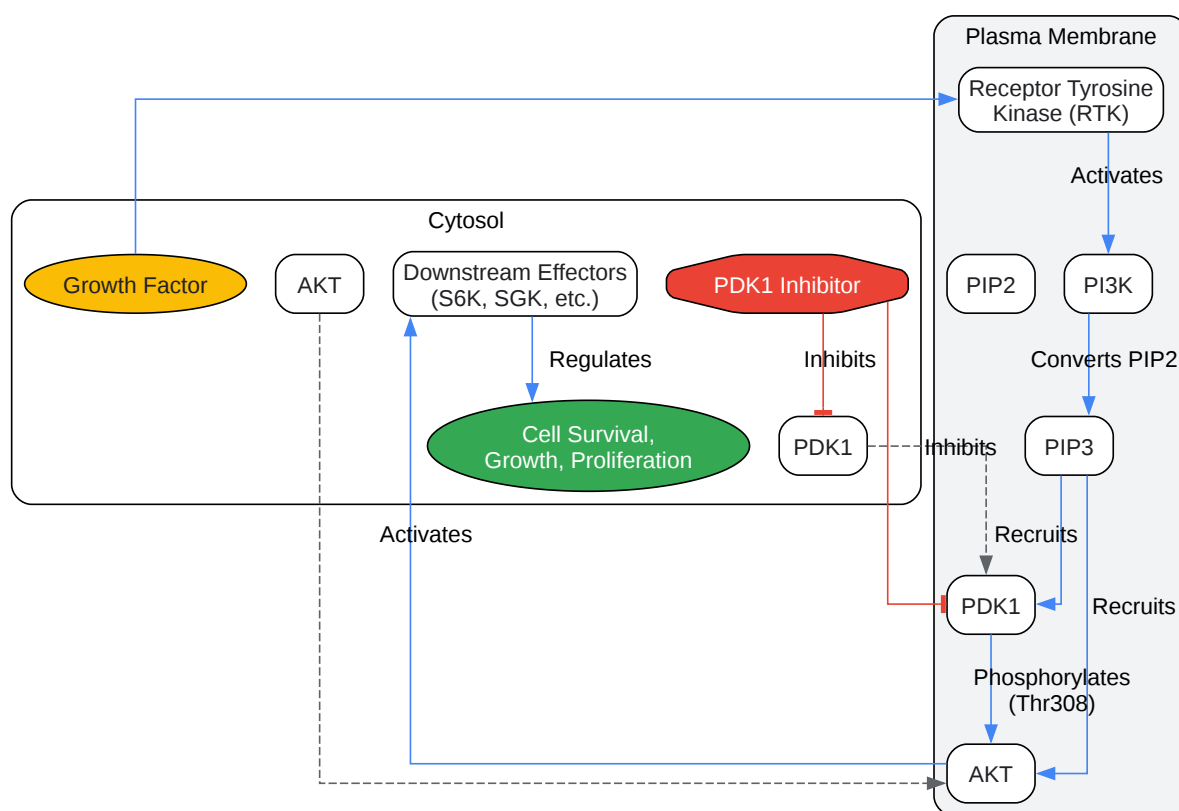 Plasma Membrane
Receptor Tyrosine
Kinase (RTK)
Activates
Cytosol
Growth Factor
AKT
Downstream Effectors
(S6K, SGK, etc.)
PDK1 Inhibitor
PIP2
PI3K
Regulates
Inhibits
Converts PIP2
Cell Survival,
Growth, Proliferation
PDK1
Inhibits
PIP3
Activates
Recruits
PDK1
Recruits
Phosphorylates
(Thr308)
AKT